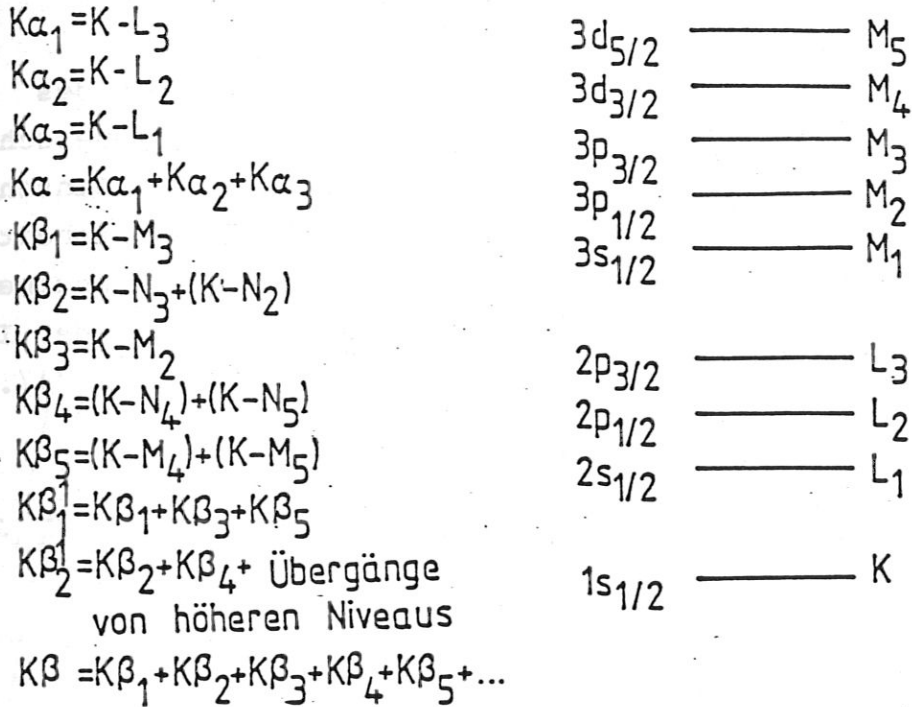 Kα₁=K-L₃
Kα₂=K-L₂
Kα₃=K-L₁
Kα =Kα₁+Kα₂+Kα₃
Kβ₁=K-M₃
Kβ₂=K-N₃+(K-N₂)
Kβ₃=K-M₂
Kβ₄=(K-N₄)+(K-N₅)
Kβ₅=(K-M₄)+(K-M₅)
Kβ₁¹=Kβ₁+Kβ₃+Kβ₅
Kβ₂¹=Kβ₂+Kβ₄+ Übergänge
von höheren Niveaus
Kβ =Kβ₁+Kβ₂+Kβ₃+Kβ₄+Kβ₅+...
3d₅/₂ M₅
3d₃/₂ M₄
3p₃/₂ M₃
3p₁/₂ M₂
3s₁/₂ M₁
2p₃/₂ L₃
2p₁/₂ L₂
2s₁/₂ L₁
1s₁/₂ K